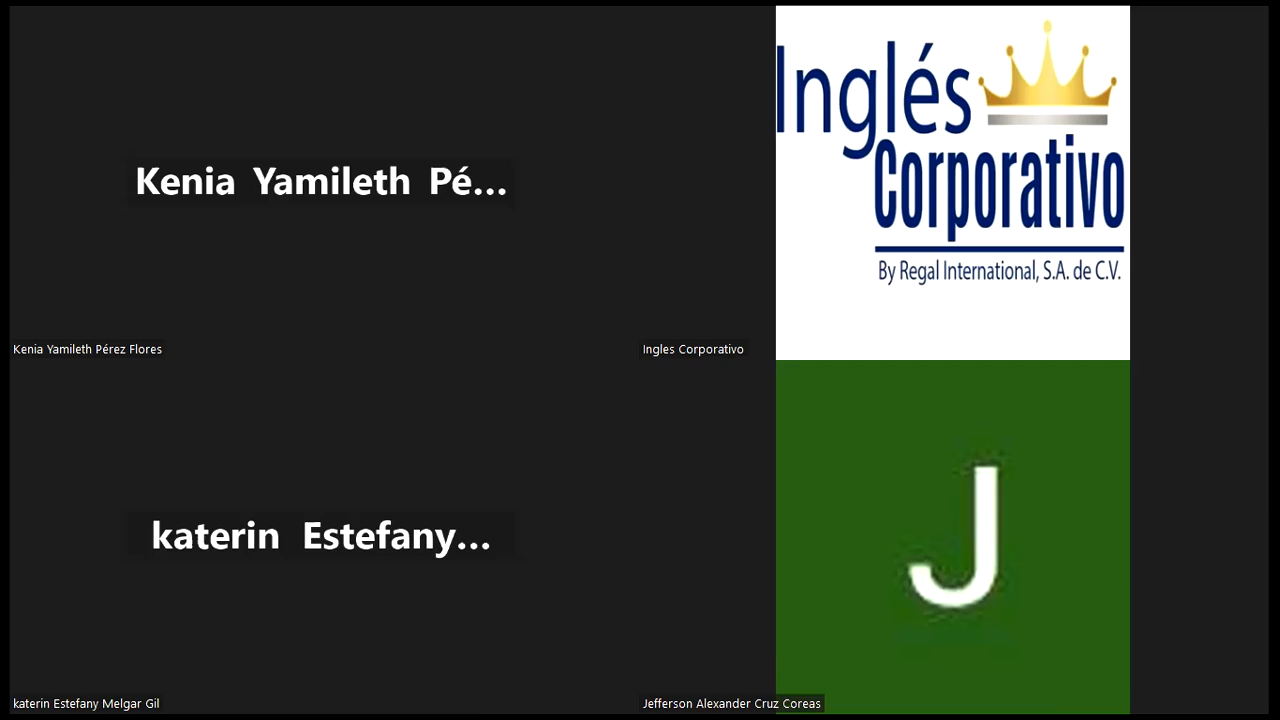 Kenia Yamileth Pé...
Kenia Yamileth Pérez Flores
Inglés
Corporativo
By Regal International, S.A. de C.V.
Ingles Corporativo
katerin Estefany...
katerin Estefany Melgar Gil
J
Jefferson Alexander Cruz Coreas